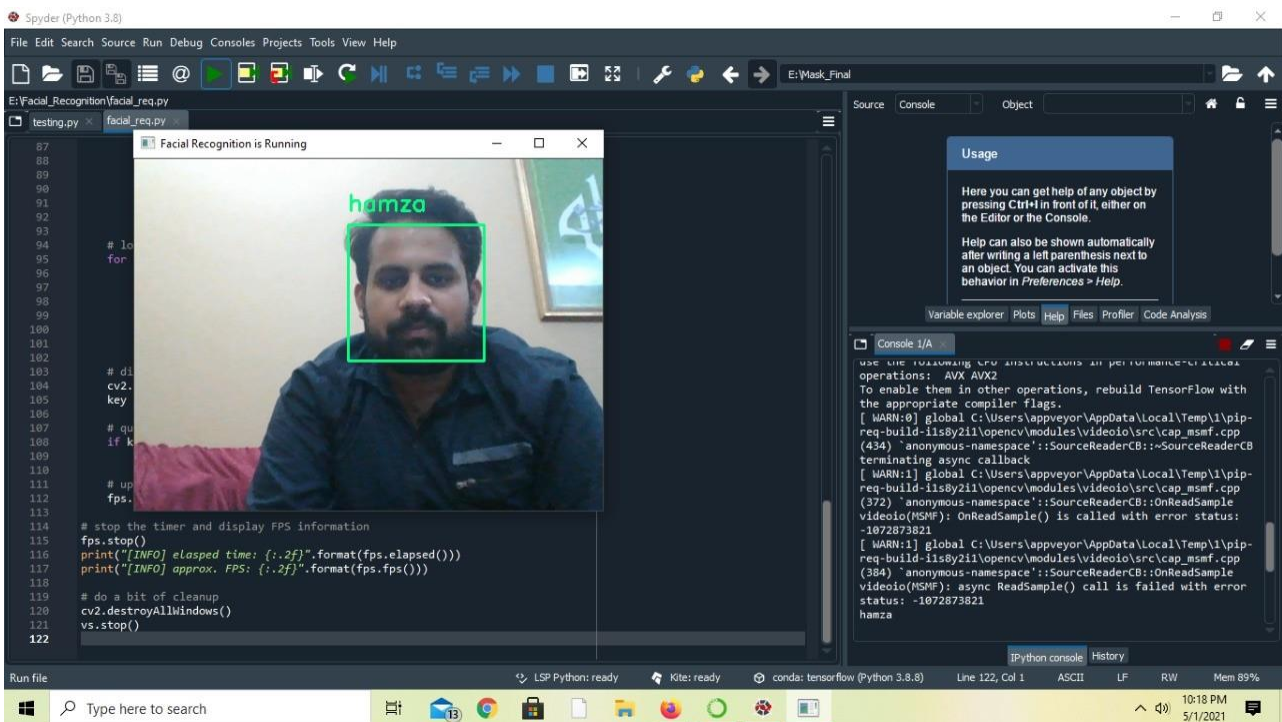 Spyder (Python 3.8)
File Edit Search Source Run Debug Consoles Projects Tools View Help
E:\Mask_Final
E:\Facial_Recognition\facial_req.py
testing.py
facial_req.py
Facial Recognition is Running
hamza
87
88
89
90
91
92
93
94 # lo
95 for
96
97
98
99
100
101
102
103 # di
104 cv2.
105 key
106
107 # qu
108 if k
109
110
111 # up
112 fps.
113
114 # stop the timer and display FPS information
115 fps.stop()
116 print("[INFO] elasped time: {:.2f}".format(fps.elapsed()))
117 print("[INFO] approx. FPS: {:.2f}".format(fps.fps()))
118
119 # do a bit of cleanup
120 cv2.destroyAllWindows()
121 vs.stop()
122
Source Console Object
Usage
Here you can get help of any object by
pressing Ctrl+I in front of it, either on
the Editor or the Console.
Help can also be shown automatically
after writing a left parenthesis next to
an object. You can activate this
behavior in Preferences > Help.
Variable explorer Plots Help Files Profiler Code Analysis
Console 1/A
use the following CPU instructions in performance-critical
operations: AVX AVX2
To enable them in other operations, rebuild TensorFlow with
the appropriate compiler flags.
[ WARN:0] global C:\Users\appveyor\AppData\Local\Temp\1\pip-
req-build-i1s8y2i1\opencv\modules\videoio\src\cap_msmf.cpp
(434) `anonymous-namespace'::SourceReaderCB::~SourceReaderCB
terminating async callback
[ WARN:1] global C:\Users\appveyor\AppData\Local\Temp\1\pip-
req-build-i1s8y2i1\opencv\modules\videoio\src\cap_msmf.cpp
(372) `anonymous-namespace'::SourceReaderCB::OnReadSample
videoio(MSMF): OnReadSample() is called with error status:
-1072873821
[ WARN:1] global C:\Users\appveyor\AppData\Local\Temp\1\pip-
req-build-i1s8y2i1\opencv\modules\videoio\src\cap_msmf.cpp
(384) `anonymous-namespace'::SourceReaderCB::OnReadSample
videoio(MSMF): async ReadSample() call is failed with error
status: -1072873821
hamza
IPython console History
Run file
LSP Python: ready Kite: ready conda: tensorflow (Python 3.8.8) Line 122, Col 1 ASCII LF RW Mem 89%
Type here to search
13
10:18 PM
5/1/2021